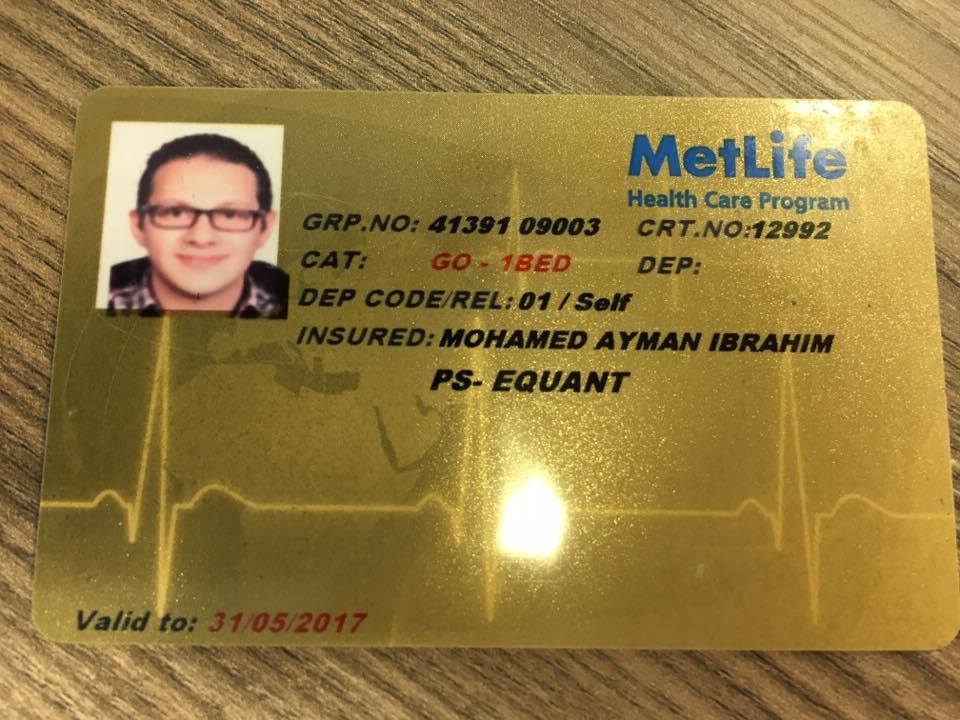 MetLife
Health Care Program
GRP.NO: 41391 09003 CRT.NO:12992
CAT: GO - 1BED DEP:
DEP CODE/REL: 01 / Self
INSURED: MOHAMED AYMAN IBRAHIM
PS- EQUANT
Valid to: 31/05/2017